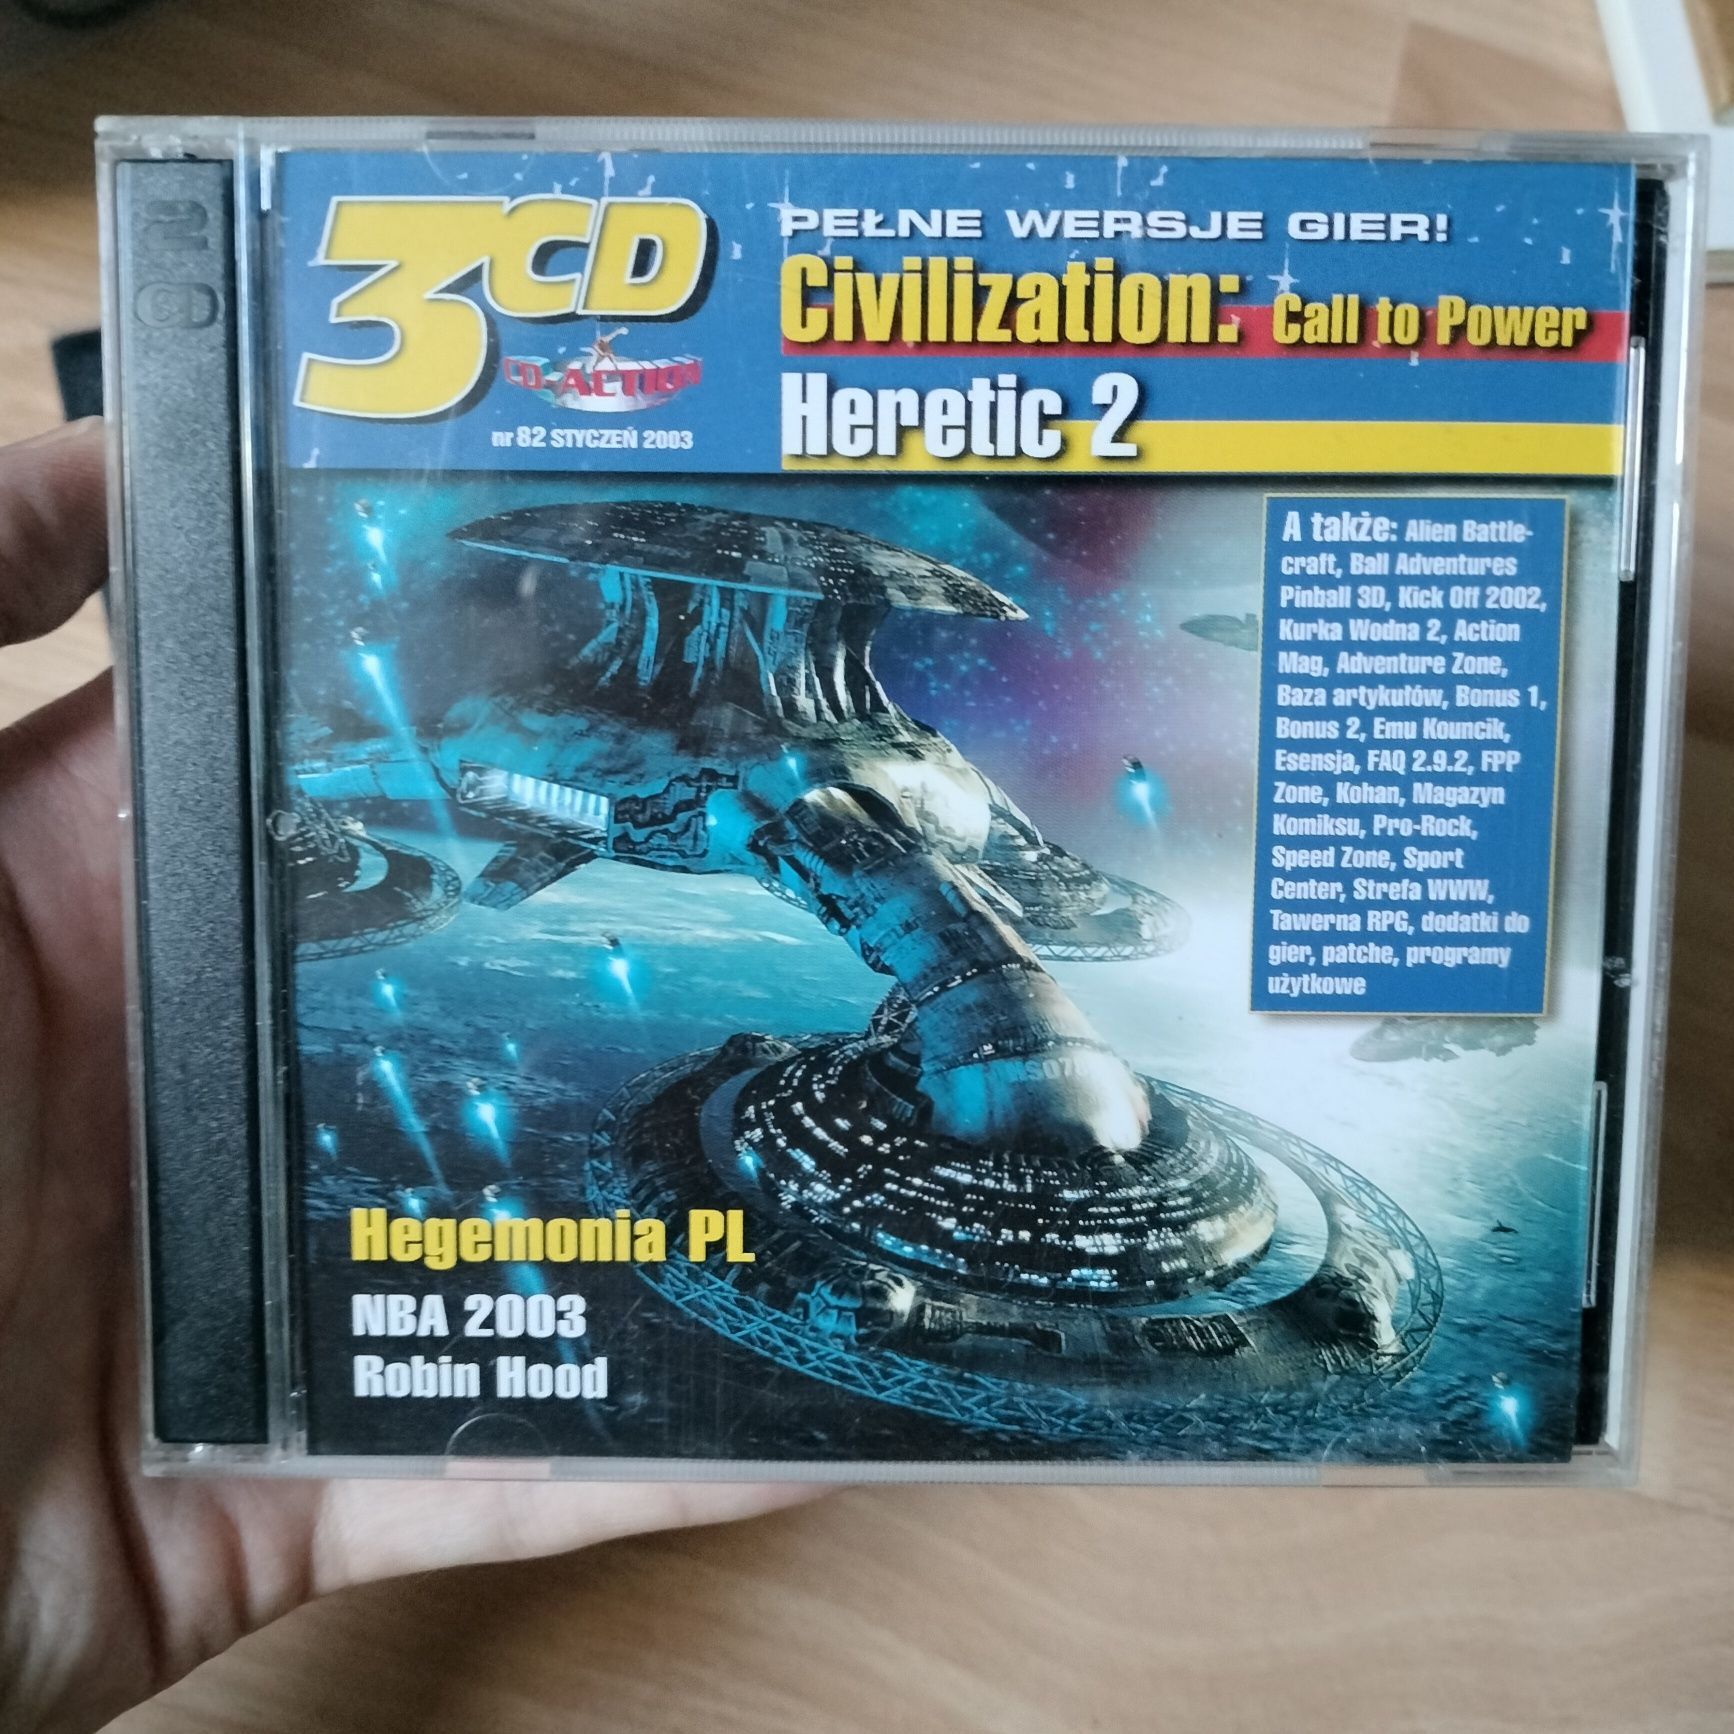 3CD
CD-ACTION
nr 82 STYCZEŃ 2003
PEŁNE WERSJE GIER!
Civilization: Call to Power
Heretic 2
A także: Alien Battle-
craft, Ball Adventures
Pinball 3D, Kick Off 2002,
Kurka Wodna 2, Action
Mag, Adventure Zone,
Baza artykułów, Bonus 1,
Bonus 2, Emu Kouncik,
Esensja, FAQ 2.9.2, FPP
Zone, Kohan, Magazyn
Komiksu, Pro-Rock,
Speed Zone, Sport
Center, Strefa WWW,
Tawerna RPG, dodatki do
gier, patche, programy
użytkowe
Hegemonia PL
NBA 2003
Robin Hood